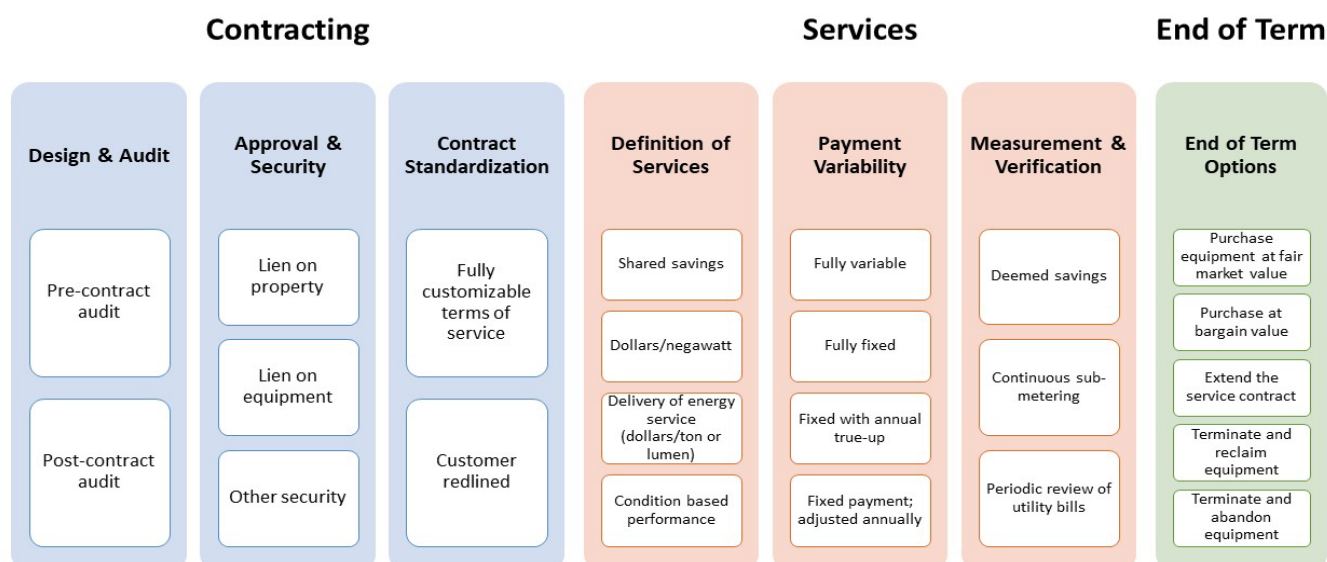 Contracting
Services
End of Term
Design & Audit
Pre-contract
audit
Post-contract
audit
Approval &
Security
Lien on
property
Lien on
equipment
Other security
Contract
Standardization
Fully
customizable
terms of
service
Customer
redlined
Definition of
Services
Shared savings
Dollars/negawatt
Delivery of energy
service
(dollars/ton or
lumen)
Condition based
performance
Payment
Variability
Fully variable
Fully fixed
Fixed with annual
true-up
Fixed payment;
adjusted annually
Measurement &
Verification
Deemed savings
Continuous sub-
metering
Periodic review of
utility bills
End of Term
Options
Purchase
equipment at fair
market value
Purchase at
bargain value
Extend the
service contract
Terminate and
reclaim
equipment
Terminate and
abandon
equipment